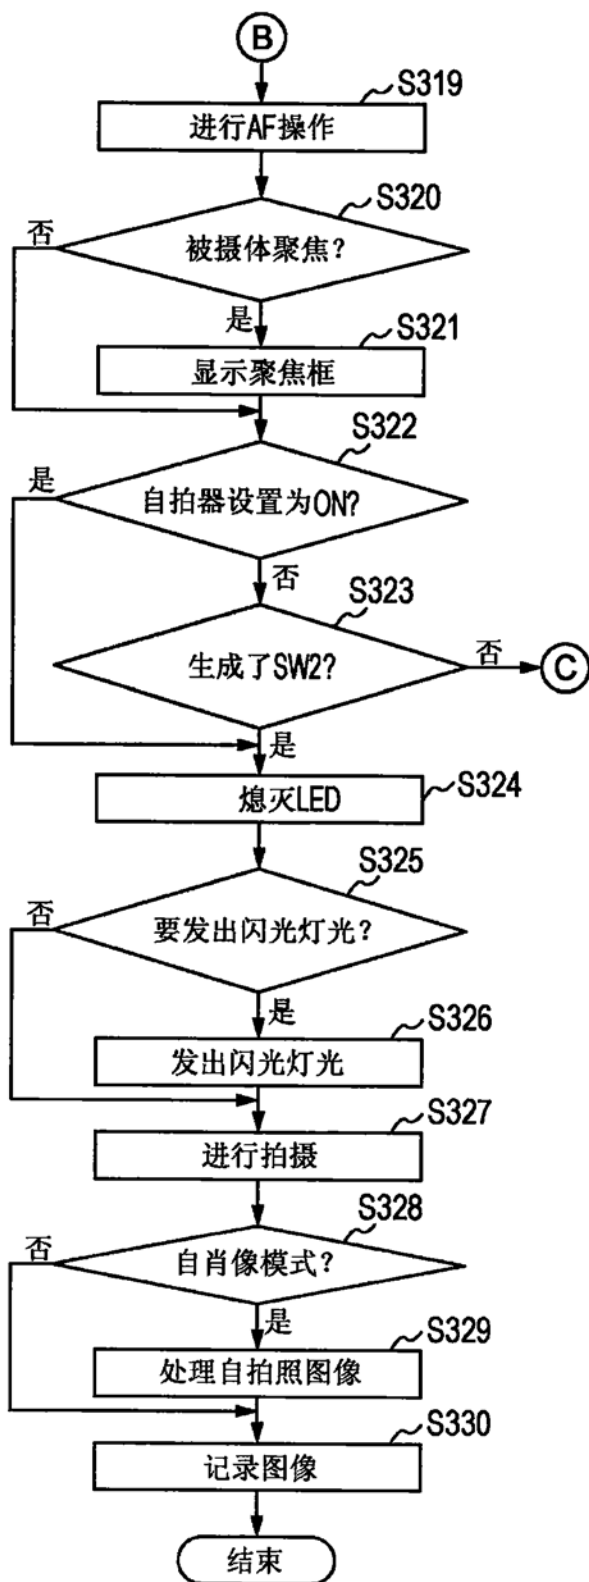 B
S319
进行AF操作
S320
否
被摄体聚焦?
是
S321
显示聚焦框
S322
是
自拍器设置为ON?
否
S323
生成了SW2?
否
C
是
熄灭LED
S324
S325
否
要发出闪光灯光?
是
S326
发出闪光灯光
S327
进行拍摄
S328
否
自肖像模式?
是
S329
处理自拍照图像
S330
记录图像
结束